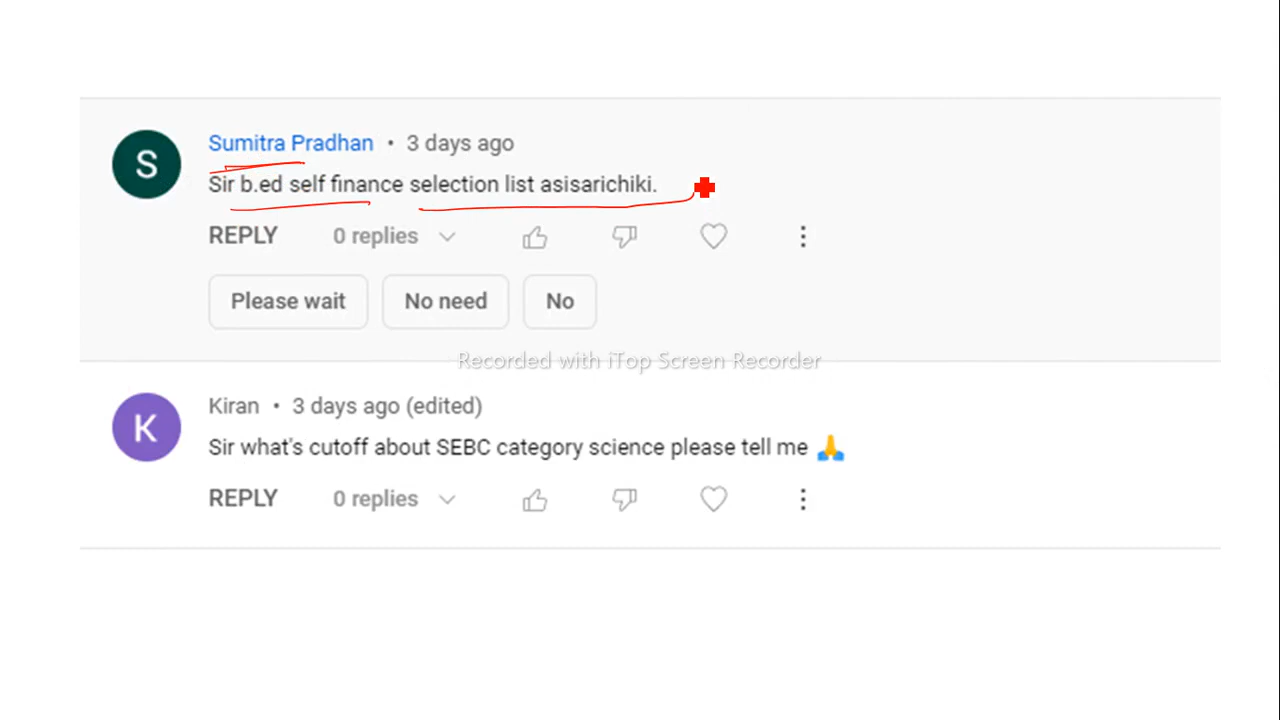 S
Sumitra Pradhan • 3 days ago
Sir b.ed self finance selection list asisarichiki.
REPLY 0 replies
Please wait No need No
Recorded with iTop Screen Recorder
K
Kiran • 3 days ago (edited)
Sir what's cutoff about SEBC category science please tell me 🙏
REPLY 0 replies